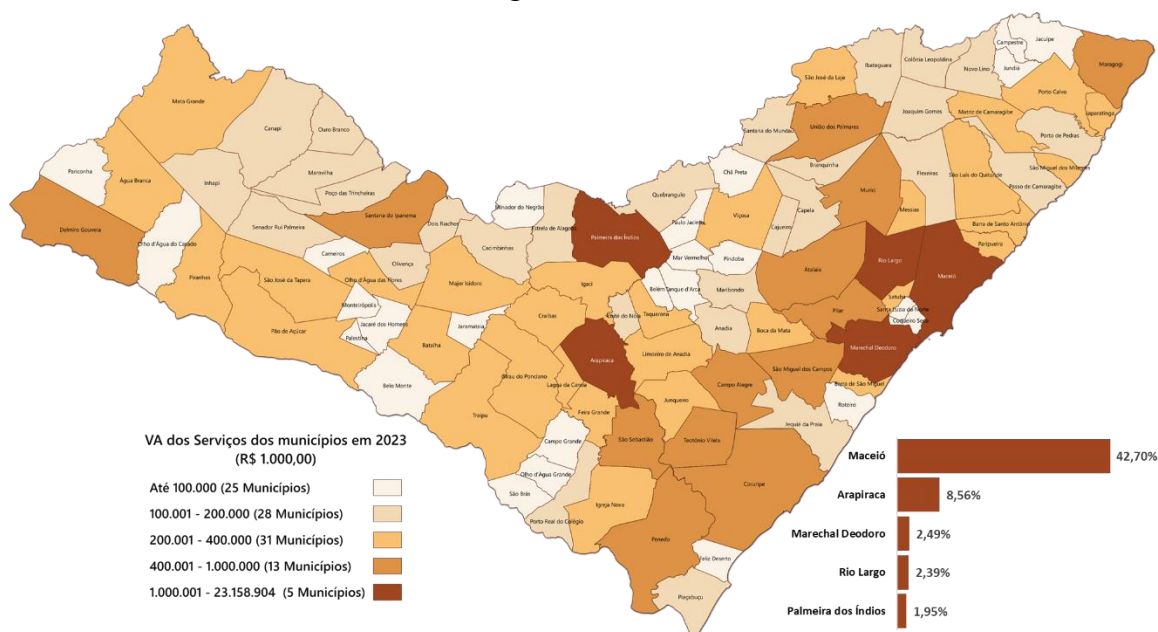 Mata Grande
Canapi
Ouro Branco
Pariconha
Água Branca
Inhapi
Maravilha
Poço das Trincheiras
Delmiro Gouveia
Olho d'Água do Casado
Senador Rui Palmeira
Santana do Ipanema
Piranhas
São José da Tapera
Carneiros
Olivença
Dois Riachos
Olho d'Água das Flores
Pão de Açúcar
Monteirópolis
Palestina
Jacaré dos Homens
Major Isidoro
Cacimbinhas
Minador do Negrão
Estrela de Alagoas
Palmeira dos Índios
Jaramataia
Batalha
Belo Monte
Craíbas
Igaci
Arapiraca
Traipu
Girau do Ponciano
Lagoa da Canoa
Feira Grande
Campo Grande
Olho d'Água Grande
São Brás
Porto Real do Colégio
Igreja Nova
São Sebastião
Penedo
Piaçabuçu
Feliz Deserto
Coruripe
Teotônio Vilela
Junqueiro
Campo Alegre
Limoeiro de Anadia
Coité do Nóia
Taquarana
Belém
Tanque d'Arca
Mar Vermelho
Paulo Jacinto
Quebrangulo
Chã Preta
Viçosa
Pindoba
Maribondo
Anadia
Boca da Mata
São Miguel dos Campos
Jequiá da Praia
Roteiro
Barra de São Miguel
Marechal Deodoro
Pilar
Atalaia
Cajueiro
Capela
Branquinha
Santana do Mundaú
São José da Laje
União dos Palmares
Ibateguara
Colônia Leopoldina
Novo Lino
Campestre
Jacuípe
Jundiá
Maragogi
Porto Calvo
Japaratinga
Joaquim Gomes
Matriz de Camaragibe
Porto de Pedras
São Miguel dos Milagres
Passo de Camaragibe
São Luís do Quitunde
Flexeiras
Murici
Messias
Barra de Santo Antônio
Paripueira
Rio Largo
Maceió
Satuba
Santa Luzia do Norte
Coqueiro Seco
VA dos Serviços dos municípios em 2023
(R$ 1.000,00)
Até 100.000 (25 Municípios)
100.001 - 200.000 (28 Municípios)
200.001 - 400.000 (31 Municípios)
400.001 - 1.000.000 (13 Municípios)
1.000.001 - 23.158.904 (5 Municípios)
Maceió 42,70%
Arapiraca 8,56%
Marechal Deodoro 2,49%
Rio Largo 2,39%
Palmeira dos Índios 1,95%